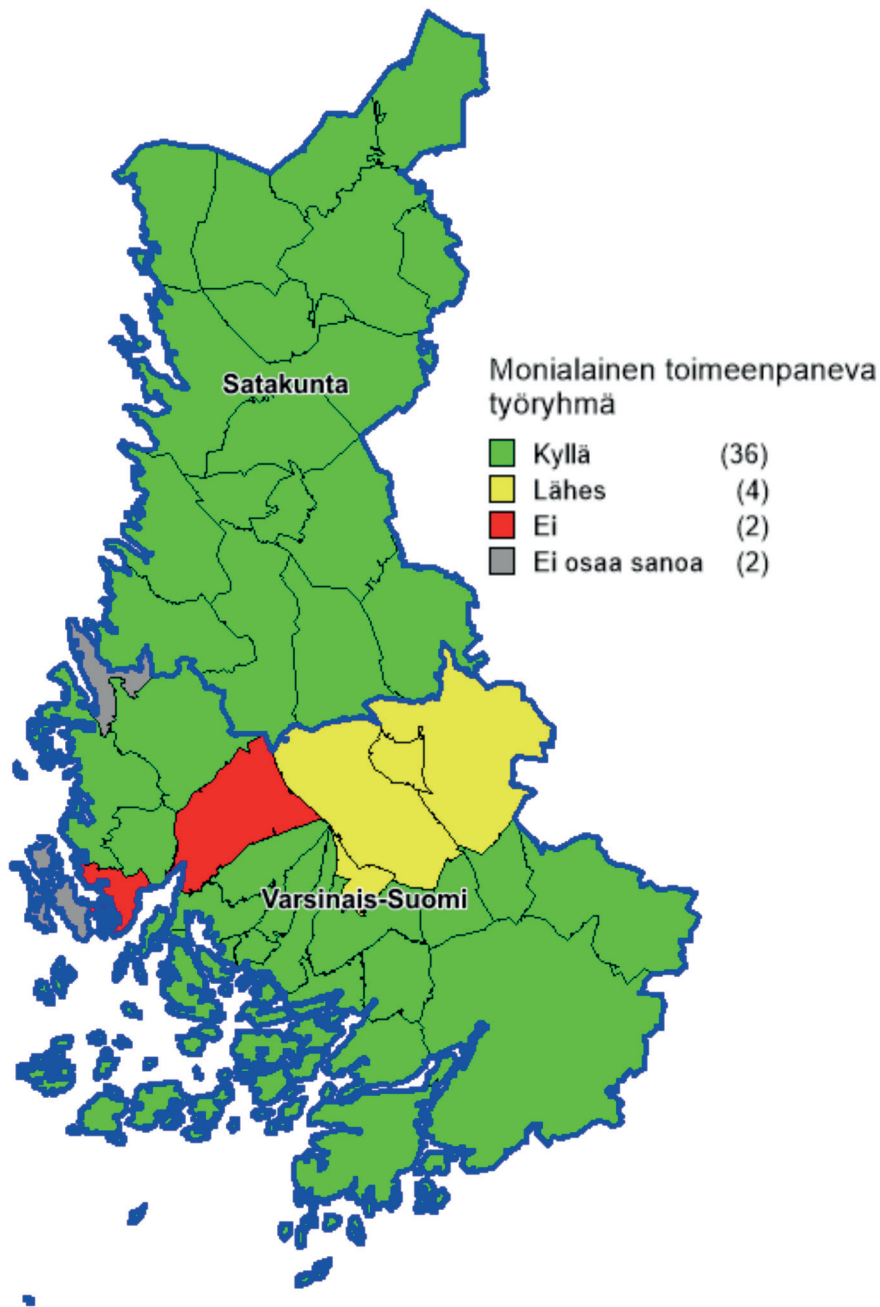 Satakunta
Monialainen toimeenpaneva
työryhmä
Kyllä (36)
Lähes (4)
Ei (2)
Ei osaa sanoa (2)
Varsinais-Suomi